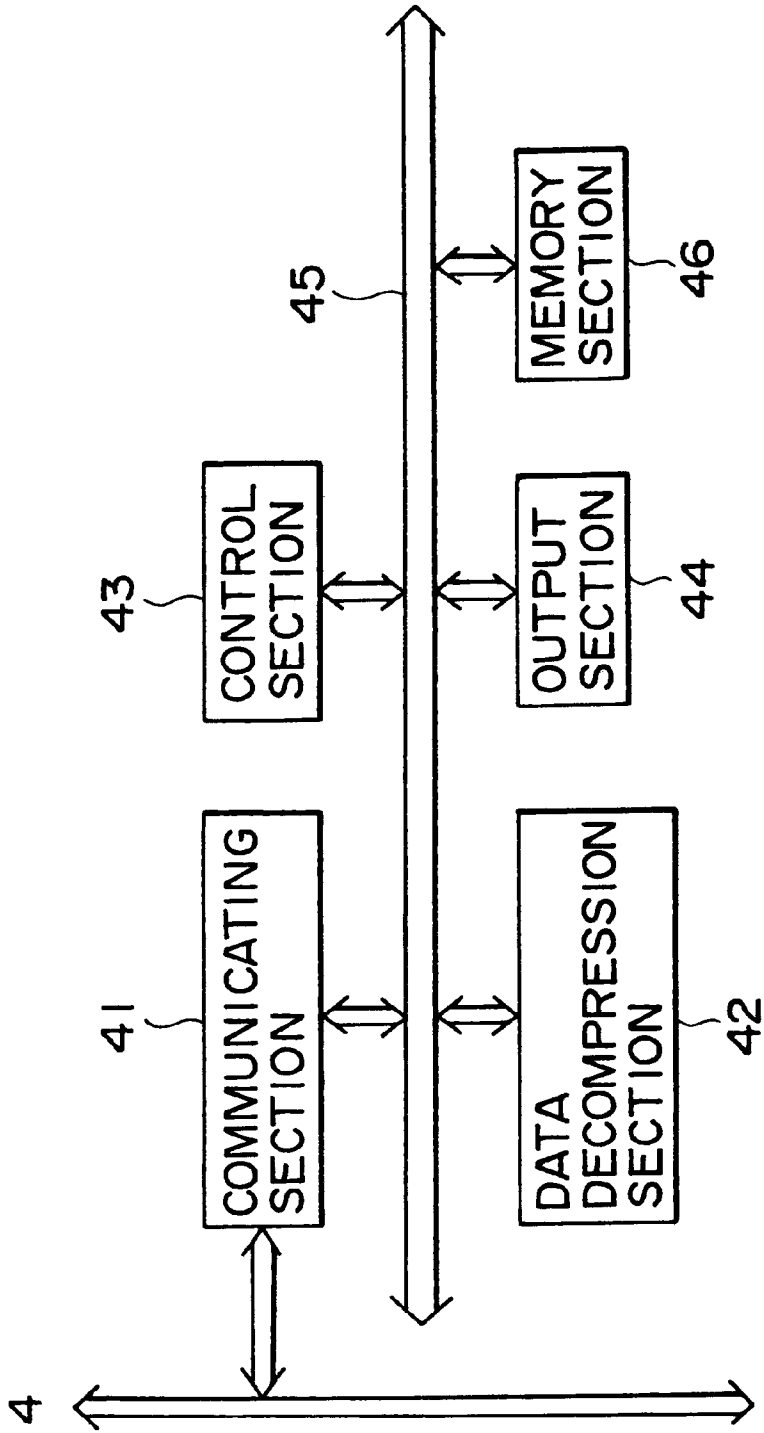 4
41
COMMUNICATING
SECTION
43
CONTROL
SECTION
45
DATA
DECOMPRESSION
SECTION
42
OUTPUT
SECTION
44
MEMORY
SECTION
46